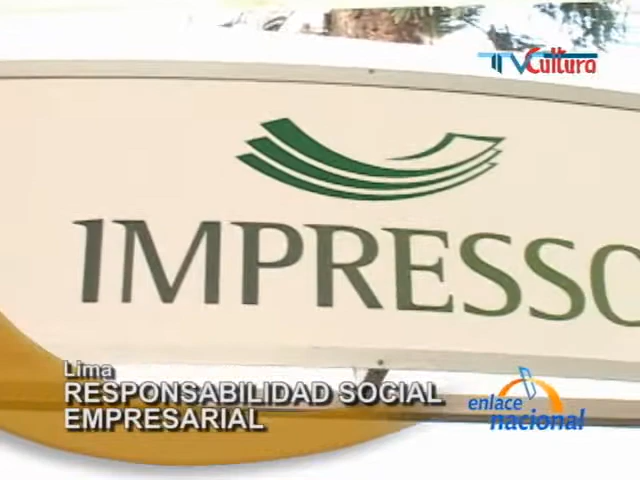 TVCultura
IMPRESSO
Lima
RESPONSABILIDAD SOCIAL
EMPRESARIAL
enlace
nacional